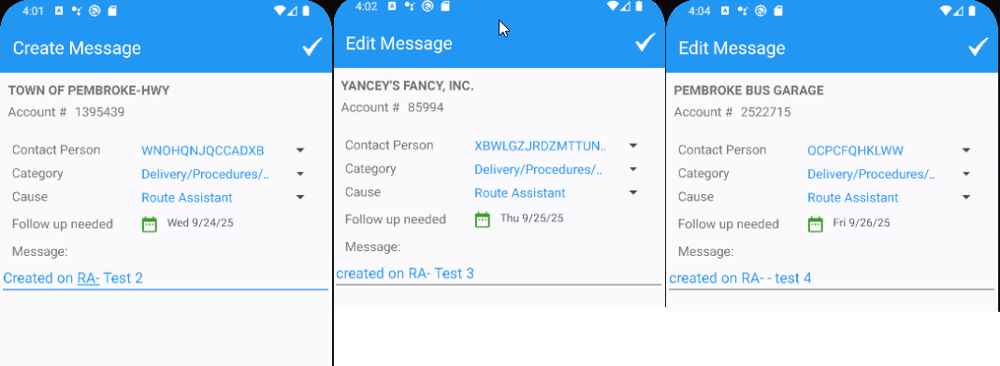 4:01
Create Message
TOWN OF PEMBROKE-HWY
Account # 1395439
Contact Person WNOHQNJQCCADXB
Category Delivery/Procedures/..
Cause Route Assistant
Follow up needed Wed 9/24/25
Message:
Created on RA- Test 2
4:02
Edit Message
YANCEY'S FANCY, INC.
Account # 85994
Contact Person XBWLGZJRDZMTTUN..
Category Delivery/Procedures/..
Cause Route Assistant
Follow up needed Thu 9/25/25
Message:
created on RA- Test 3
4:04
Edit Message
PEMBROKE BUS GARAGE
Account # 2522715
Contact Person OCPCFQHKLWW
Category Delivery/Procedures/..
Cause Route Assistant
Follow up needed Fri 9/26/25
Message:
created on RA- - test 4